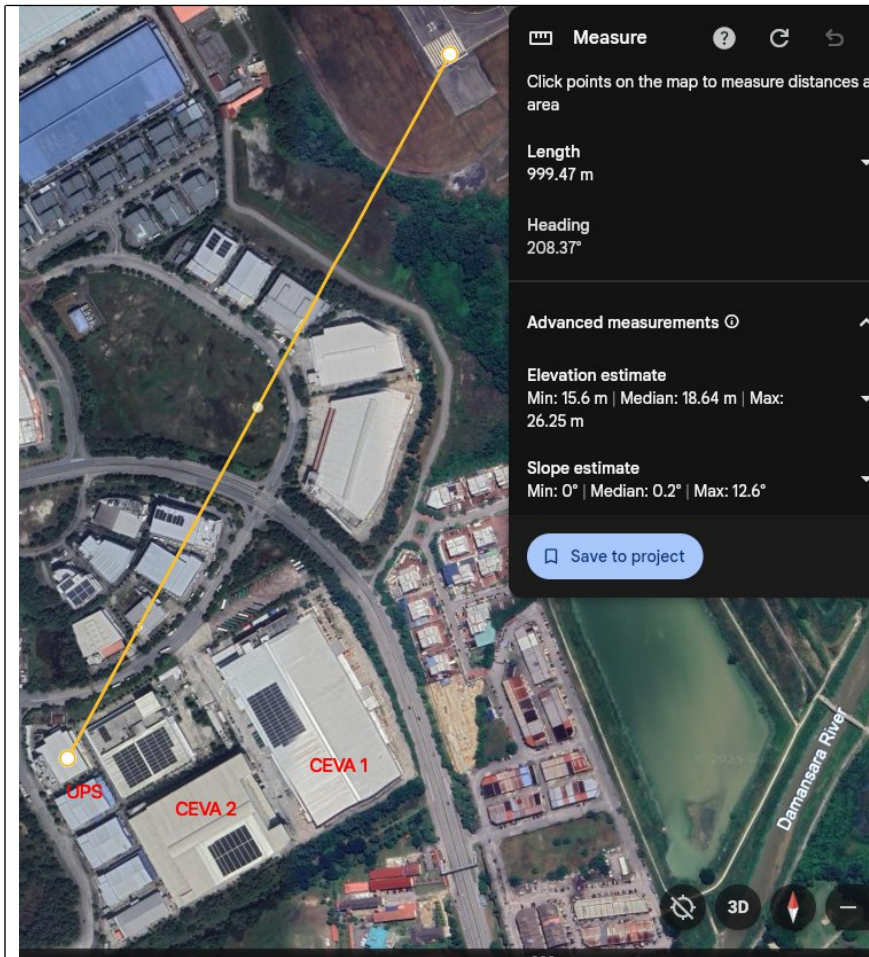 Measure
Click points on the map to measure distances a
area
Length
999.47 m
Heading
208.37°
Advanced measurements
Elevation estimate
Min: 15.6 m | Median: 18.64 m | Max:
26.25 m
Slope estimate
Min: 0° | Median: 0.2° | Max: 12.6°
Save to project
UPS
CEVA 2
CEVA 1
Damansara River
3D